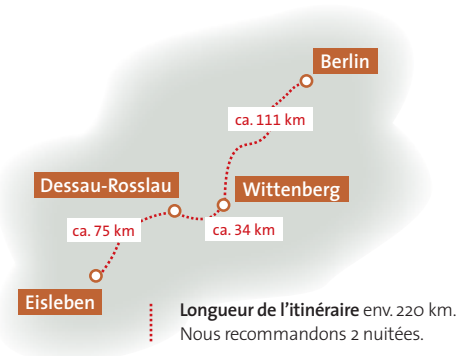 Berlin
ca. 111 km
Dessau-Rosslau
Wittenberg
ca. 75 km
ca. 34 km
Eisleben
Longueur de l’itinéraire env. 220 km.
Nous recommandons 2 nuitées.